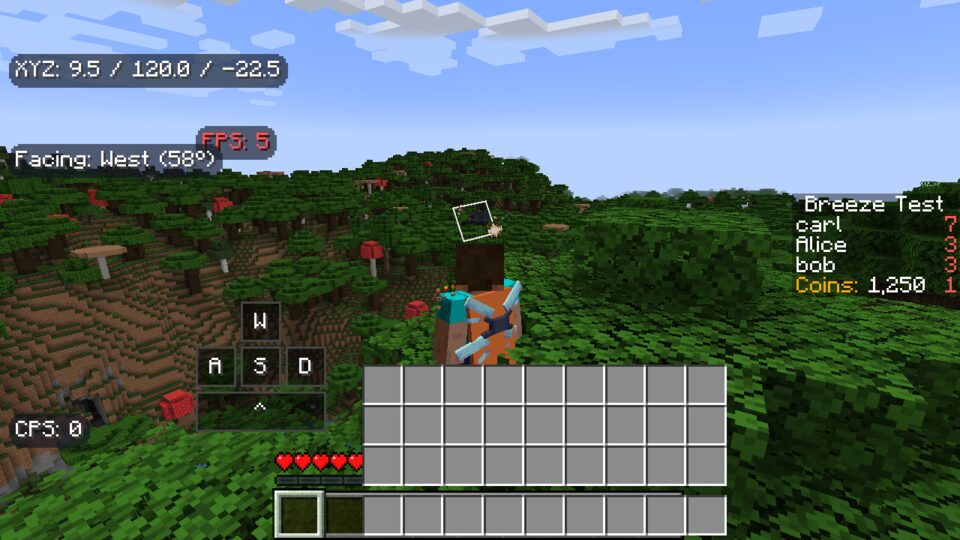 XYZ: 9.5 / 120.0 / -22.5
FPS: 5
Facing: West (58°)
Breeze Test
carl 7
Alice 3
bob 3
Coins: 1,250 1
W
A S D
^
CPS: 0